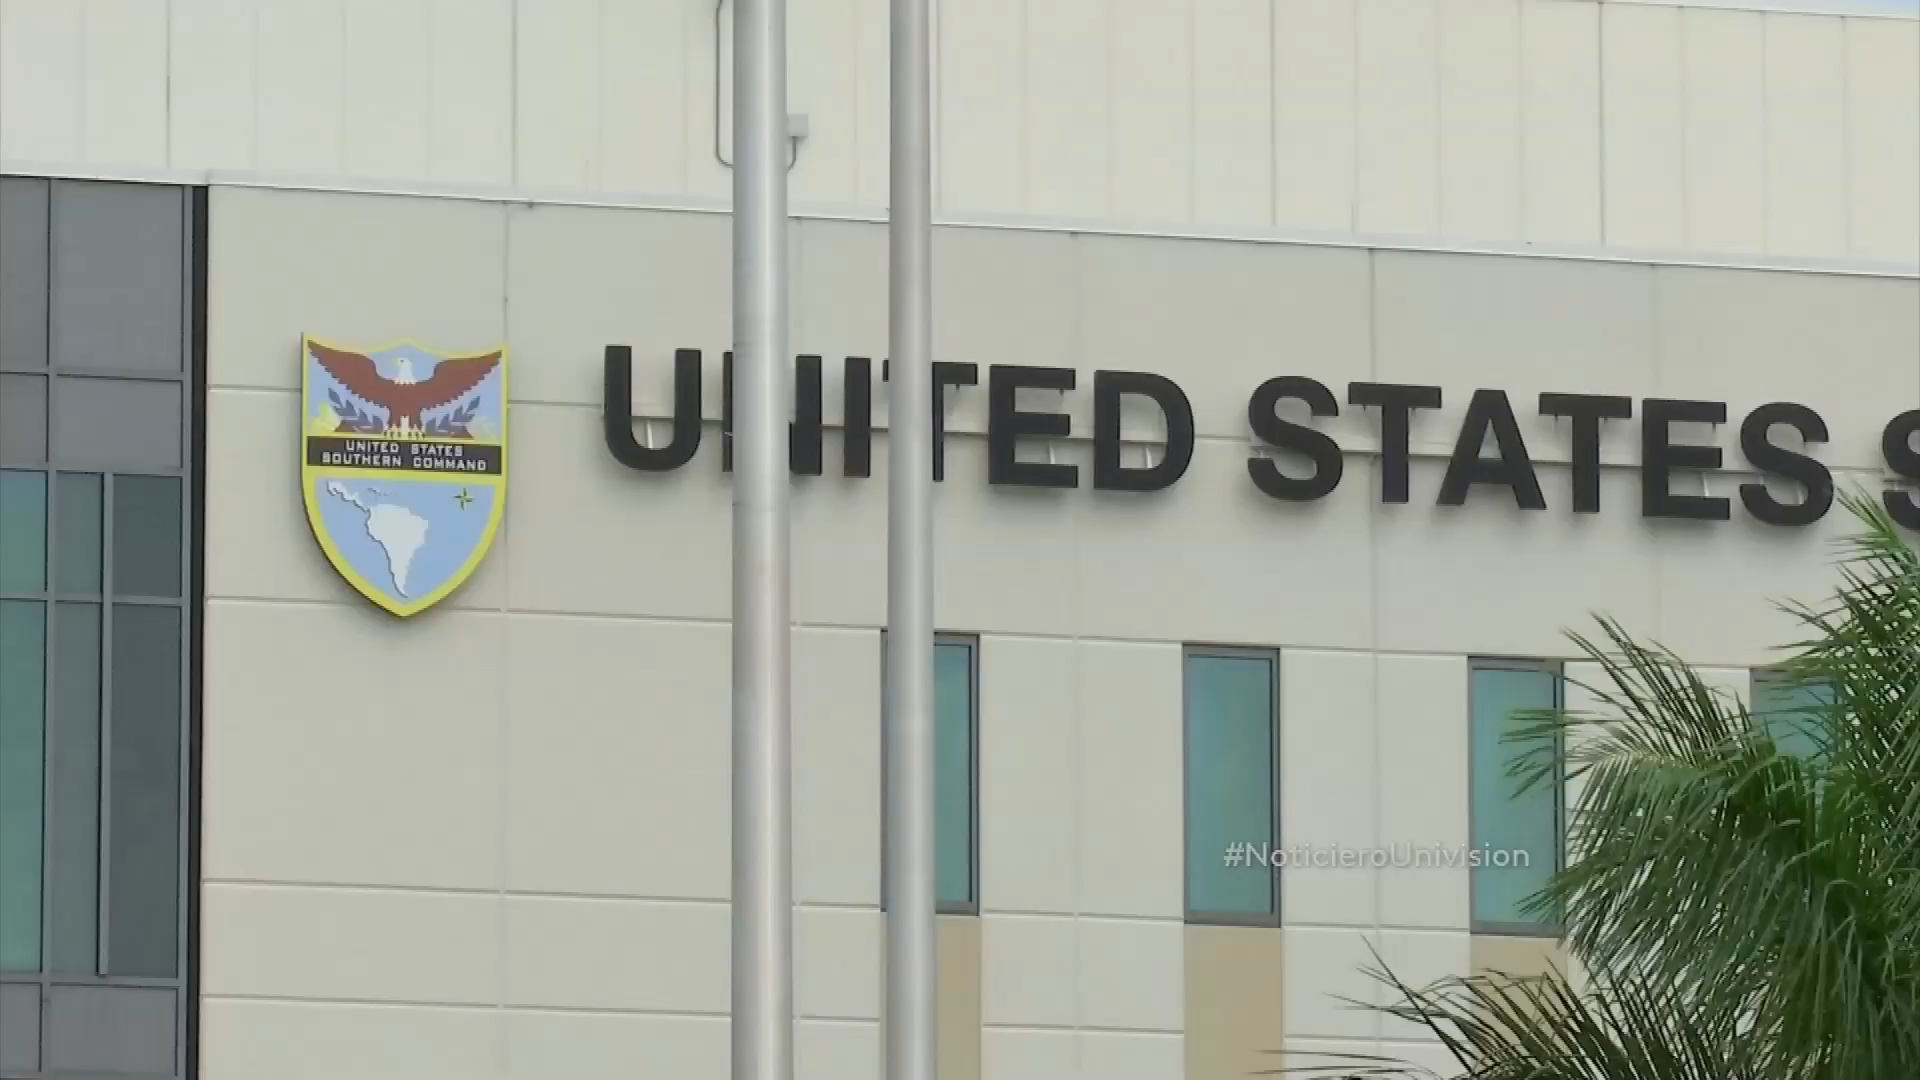 UNITED STATES S
UNITED STATES
SOUTHERN COMMAND
#NoticieroUnivision